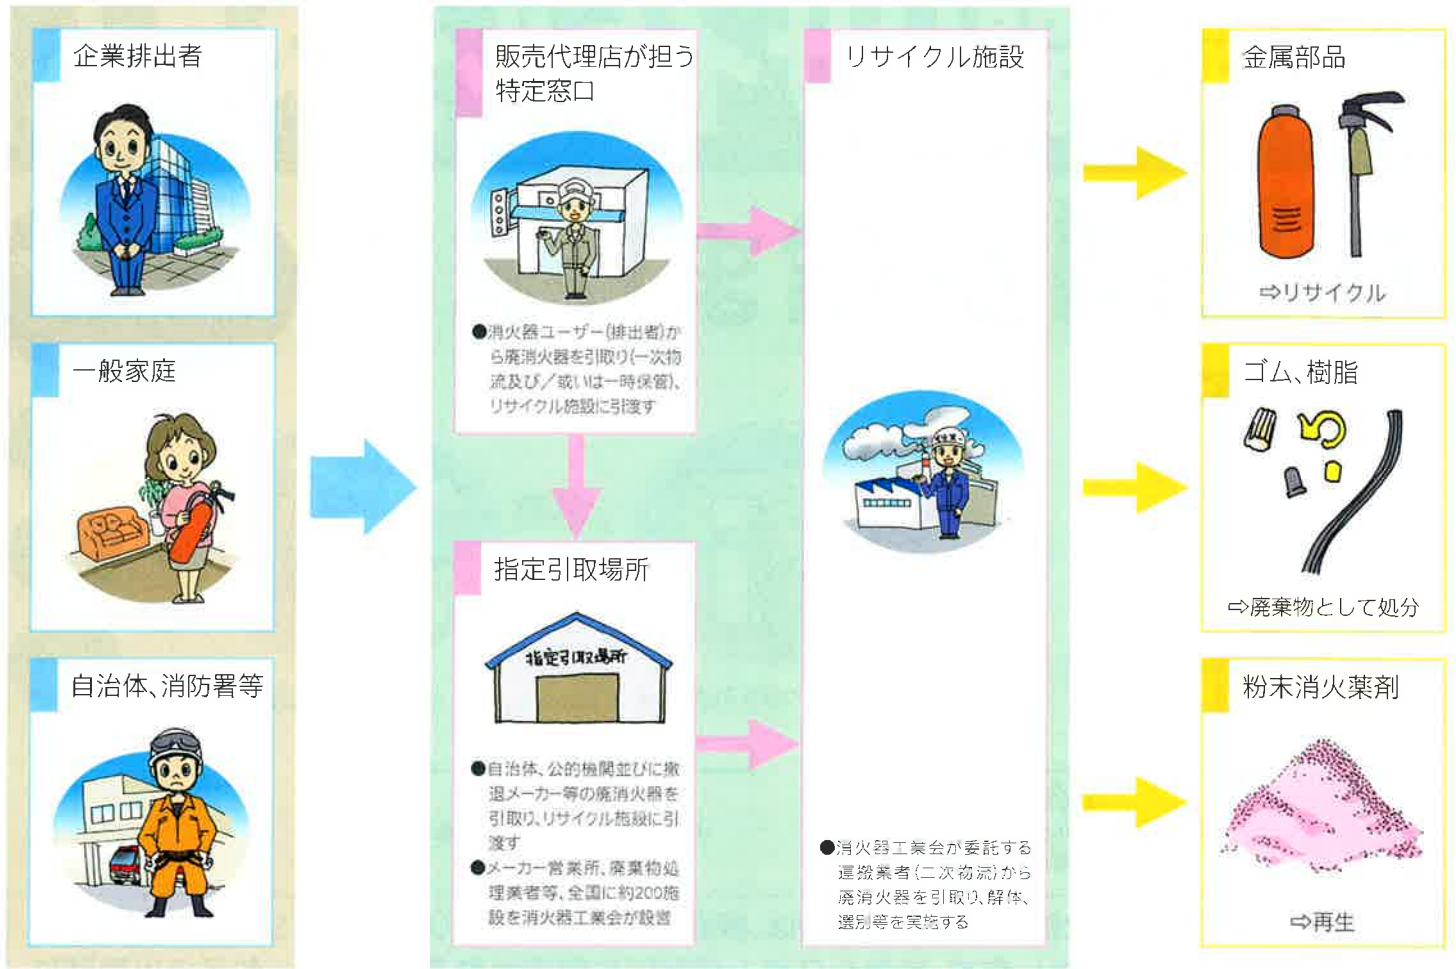 企業排出者
一般家庭
自治体、消防署等
販売代理店が担う
特定窓口
●消火器ユーザー(排出者)か
ら廃消火器を引取り(一次物
流及び／或いは一時保管)、
リサイクル施設に引渡す
指定引取場所
指定引取場所
●自治体、公的機関並びに撤
退メーカー等の廃消火器を
引取り、リサイクル施設に引
渡す
●メーカー営業所、廃棄物処
理業者等、全国に約200施
設を消火器工業会が設営
リサイクル施設
●消火器工業会が委託する
運搬業者(二次物流)から
廃消火器を引取り、解体、
選別等を実施する
金属部品
⇨リサイクル
ゴム、樹脂
⇨廃棄物として処分
粉末消火薬剤
⇨再生